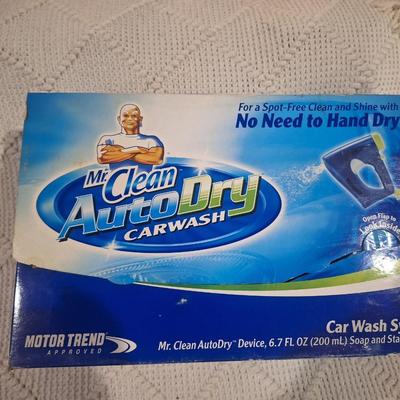 For a Spot-Free Clean and Shine with
No Need to Hand Dry
Mr. Clean
AutoDry
CARWASH
Open Flap to
Look Inside
MOTOR TREND
APPROVED
Car Wash Sy
Mr. Clean AutoDry™ Device, 6.7 FL OZ (200 mL) Soap and Sta